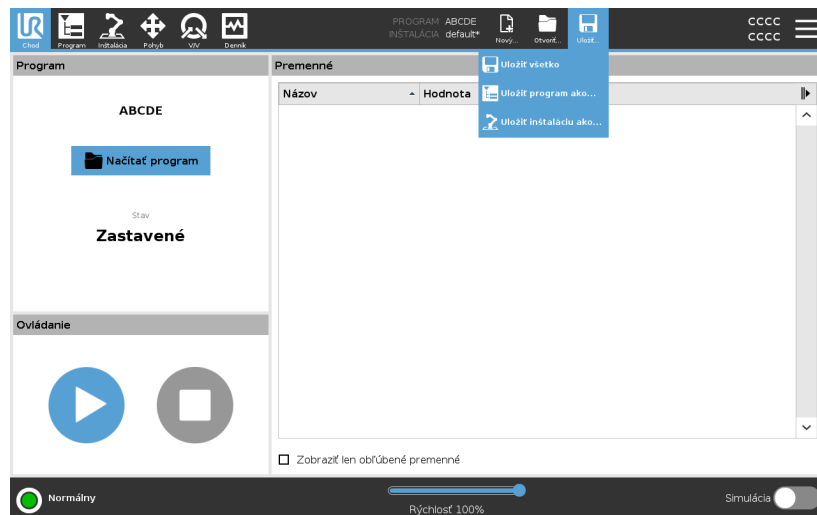 PROGRAM ABCDE
INŠTALÁCIA default*
cccc
cccc
Chod
Program
Inštalácia
Pohyb
V/V
Denník
Nový...
Otvoriť...
Uložiť...
Program
Premenné
Uložiť všetko
Uložiť program ako...
Uložiť inštaláciu ako...
Názov
Hodnota
ABCDE
Načítať program
Stav
Zastavené
Ovládanie
Zobraziť len obľúbené premenné
Normálny
Rýchlosť 100%
Simulácia